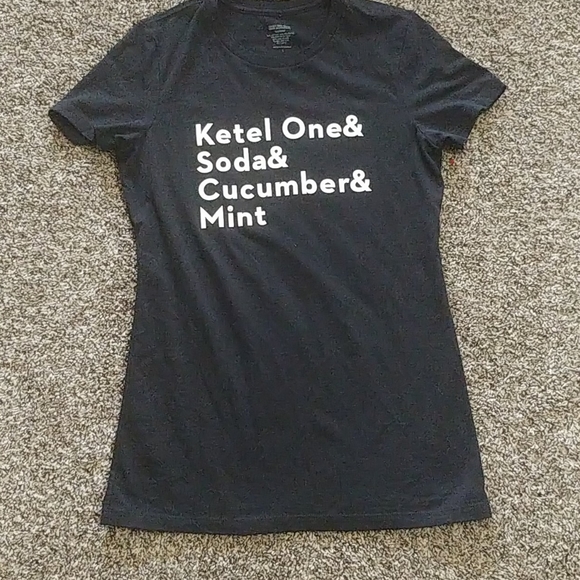 Ketel One&
Soda&
Cucumber&
Mint